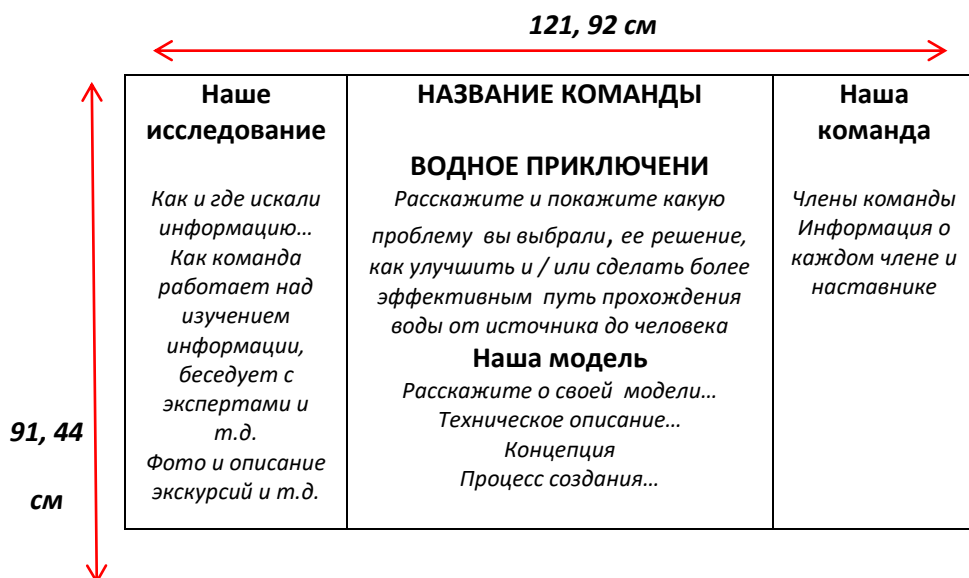 121, 92 см
Наше
исследование
Как и где искали
информацию…
Как команда
работает над
изучением
информации,
беседует с
экспертами и
т.д.
Фото и описание
экскурсий и т.д.
НАЗВАНИЕ КОМАНДЫ
ВОДНОЕ ПРИКЛЮЧЕНИ
Расскажите и покажите какую
проблему вы выбрали, ее решение,
как улучшить и / или сделать более
эффективным путь прохождения
воды от источника до человека
Наша модель
Расскажите о своей модели…
Техническое описание…
Концепция
Процесс создания…
Наша
команда
Члены команды
Информация о
каждом члене и
наставнике
91, 44
см